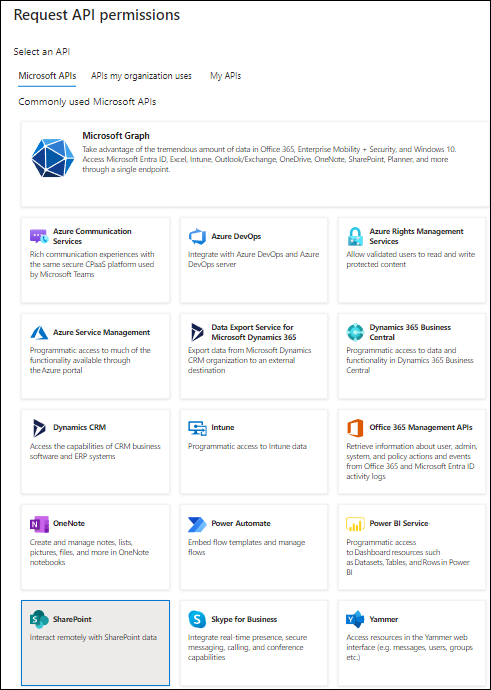 Request API permissions
Select an API
Microsoft APIs
APIs my organization uses
My APIs
Commonly used Microsoft APIs
Microsoft Graph
Take advantage of the tremendous amount of data in Office 365, Enterprise Mobility + Security, and Windows 10.
Access Microsoft Entra ID, Excel, Intune, Outlook/Exchange, OneDrive, OneNote, SharePoint, Planner, and more
through a single endpoint.
Azure Communication
Services
Rich communication experiences with
the same secure CPaaS platform used
by Microsoft Teams
Azure DevOps
Integrate with Azure DevOps and Azure
DevOps server
Azure Rights Management
Services
Allow validated users to read and write
protected content
Azure Service Management
Programmatic access to much of the
functionality available through
the Azure portal
Data Export Service for
Microsoft Dynamics 365
Export data from Microsoft Dynamics
CRM organization to an external
destination
Dynamics 365 Business
Central
Programmatic access to data and
functionality in Dynamics 365 Business
Central
Dynamics CRM
Access the capabilities of CRM business
software and ERP systems
Intune
Programmatic access to Intune data
Office 365 Management APIs
Retrieve information about user, admin,
system, and policy actions and events
from Office 365 and Microsoft Entra ID
activity logs
OneNote
Create and manage notes, lists,
pictures, files, and more in OneNote
notebooks
Power Automate
Embed flow templates and manage
flows
Power BI Service
Programmatic access
to Dashboard resources such
as Datasets, Tables, and Rows in Power
BI
SharePoint
Interact remotely with SharePoint data
Skype for Business
Integrate real-time presence, secure
messaging, calling, and conference
capabilities
Yammer
Access resources in the Yammer web
interface (e.g. messages, users, groups
etc.)